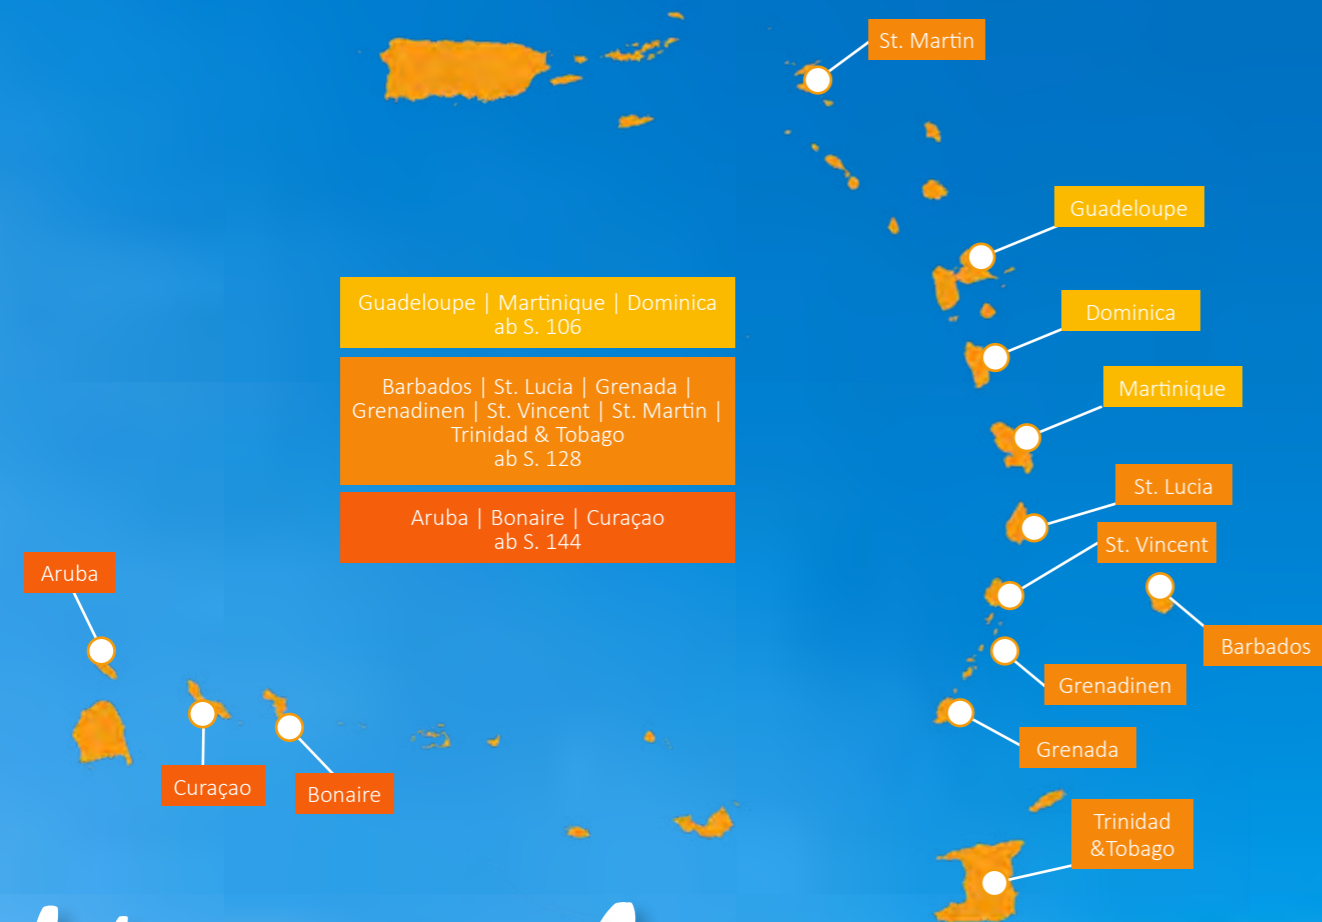 St. Martin
Guadeloupe
Guadeloupe | Martinique | Dominica
ab S. 106
Dominica
Barbados | St. Lucia | Grenada |
Grenadinen | St. Vincent | St. Martin |
Trinidad & Tobago
ab S. 128
Martinique
St. Lucia
Aruba | Bonaire | Curaçao
ab S. 144
St. Vincent
Aruba
Barbados
Grenadinen
Grenada
Curaçao
Bonaire
Trinidad
&Tobago